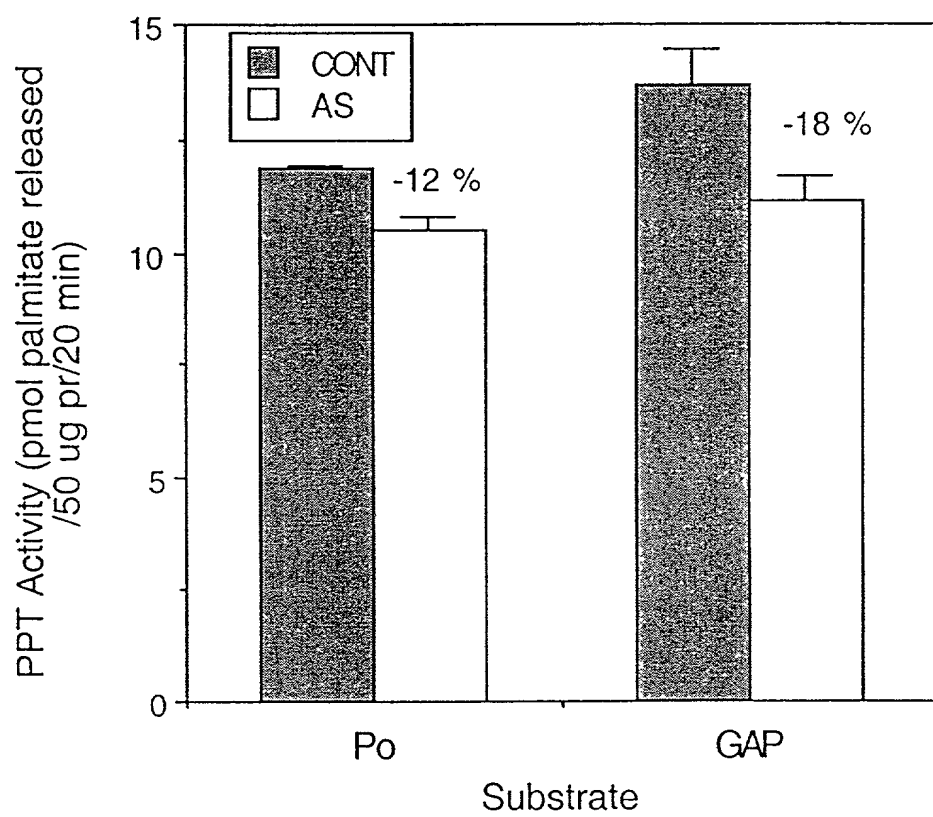 PPT Activity (pmol palmitate released
/50 ug pr/20 min)
15
10
5
0
CONT
AS
-12 %
-18 %
Po
GAP
Substrate